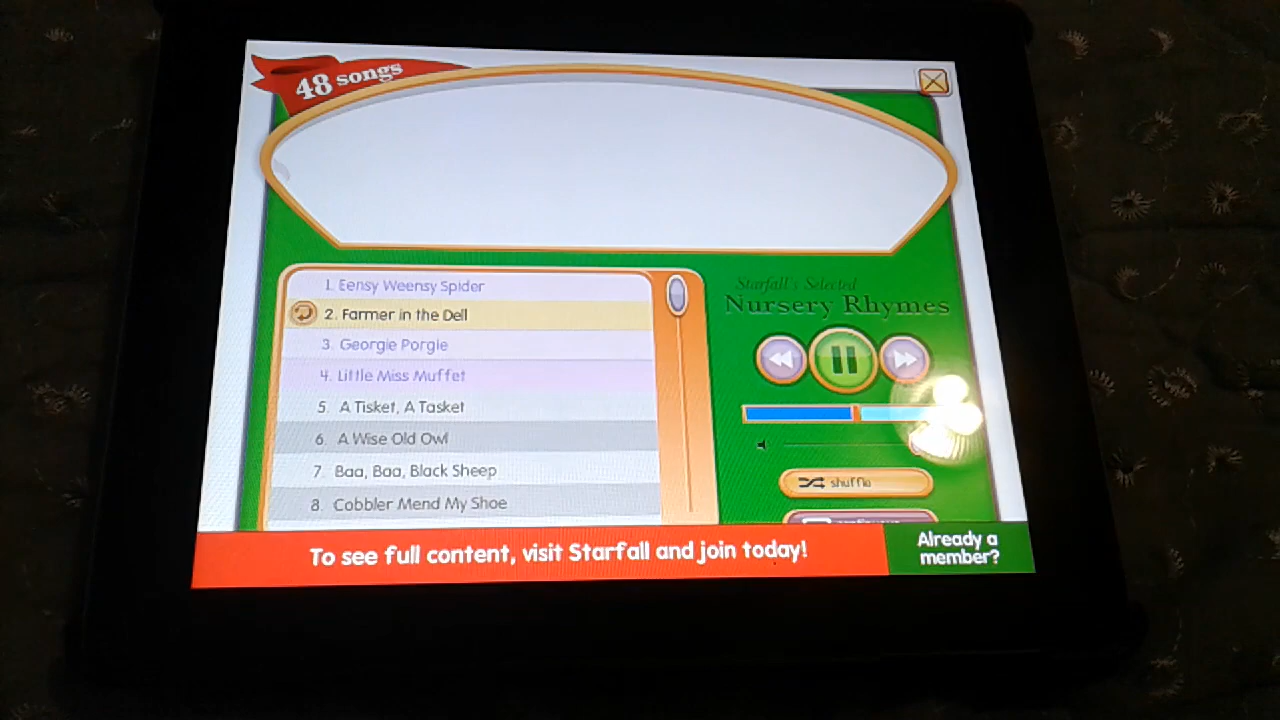 48 songs
1. Eensy Weensy Spider
2. Farmer in the Dell
3. Georgie Porgie
4. Little Miss Muffet
5. A Tisket, A Tasket
6. A Wise Old Owl
7. Baa, Baa, Black Sheep
8. Cobbler Mend My Shoe
Starfall's Selected
Nursery Rhymes
shuffle
To see full content, visit Starfall and join today!
Already a
member?